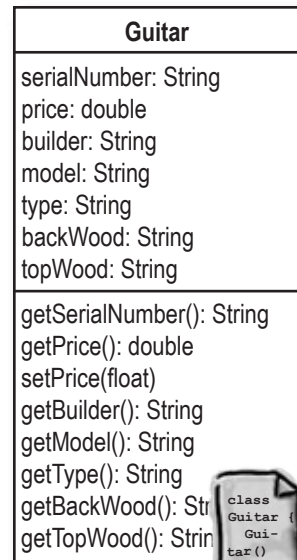 Guitar
serialNumber: String
price: double
builder: String
model: String
type: String
backWood: String
topWood: String
getSerialNumber(): String
getPrice(): double
setPrice(float)
getBuilder(): String
getModel(): String
getType(): String
getBackWood(): Str
getTopWood(): Strin
class
Guitar {
Gui-
tar()